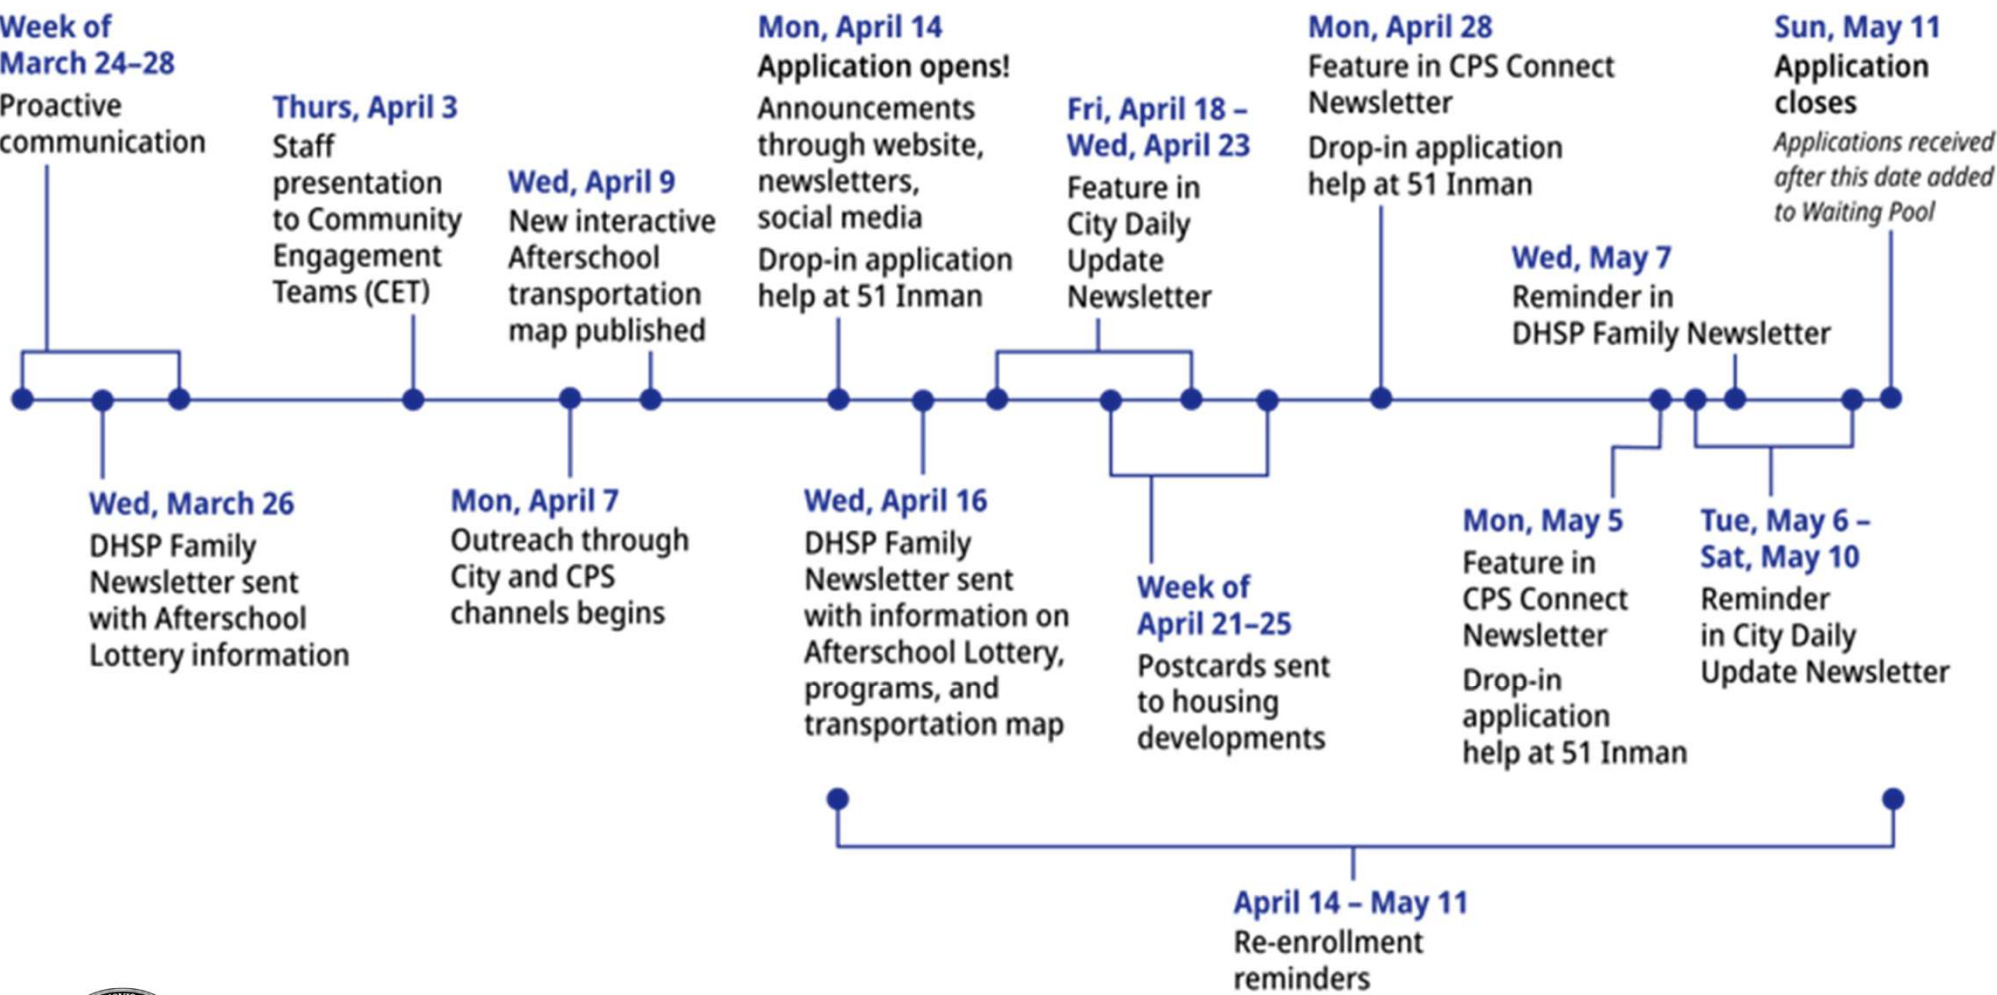 Week of
March 24–28
Proactive
communication
Thurs, April 3
Staff
presentation
to Community
Engagement
Teams (CET)
Wed, April 9
New interactive
Afterschool
transportation
map published
Mon, April 14
Application opens!
Announcements
through website,
newsletters,
social media
Drop-in application
help at 51 Inman
Fri, April 18 –
Wed, April 23
Feature in
City Daily
Update
Newsletter
Mon, April 28
Feature in CPS Connect
Newsletter
Drop-in application
help at 51 Inman
Wed, May 7
Reminder in
DHSP Family Newsletter
Sun, May 11
Application
closes
Applications received
after this date added
to Waiting Pool
Wed, March 26
DHSP Family
Newsletter sent
with Afterschool
Lottery information
Mon, April 7
Outreach through
City and CPS
channels begins
Wed, April 16
DHSP Family
Newsletter sent
with information on
Afterschool Lottery,
programs, and
transportation map
Week of
April 21–25
Postcards sent
to housing
developments
Mon, May 5
Feature in
CPS Connect
Newsletter
Drop-in
application
help at 51 Inman
Tue, May 6 –
Sat, May 10
Reminder
in City Daily
Update Newsletter
April 14 – May 11
Re-enrollment
reminders